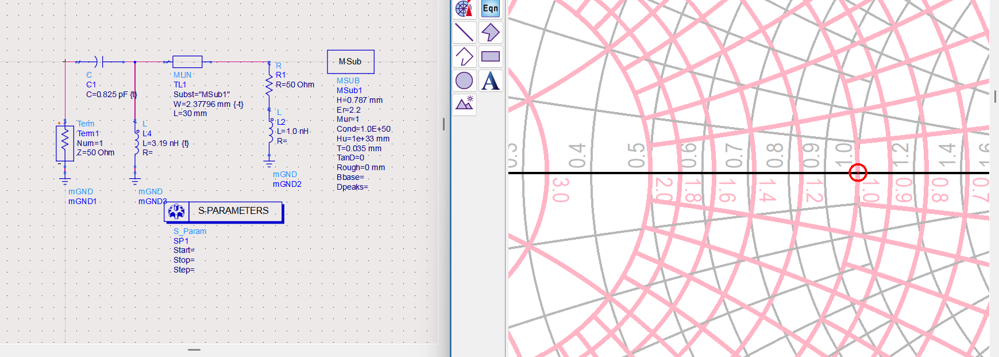 C
C1
C=0.825 pF {t}
MLIN
TL1
Subst="MSub1"
W=2.37796 mm {-t}
L=30 mm
R
R1
R=50 Ohm
L
L2
L=1.0 nH
R=
mGND
mGND2
MSub
MSUB
MSub1
H=0.787 mm
Er=2.2
Mur=1
Cond=1.0E+50
Hu=1e+33 mm
T=0.035 mm
TanD=0
Rough=0 mm
Bbase=
Dpeaks=
+
Term
Term1
Num=1
Z=50 Ohm
-
mGND
mGND1
L
L4
L=3.19 nH {t}
R=
mGND
mGND3
S-PARAMETERS
S_Param
SP1
Start=
Stop=
Step=
Eqn
A
0.4
0.5
0.6
0.7
0.8
0.9
1.0
1.2
1.4
1.6
3.0
2.0
1.8
1.6
1.4
1.2
1.0
0.9
0.8
0.7